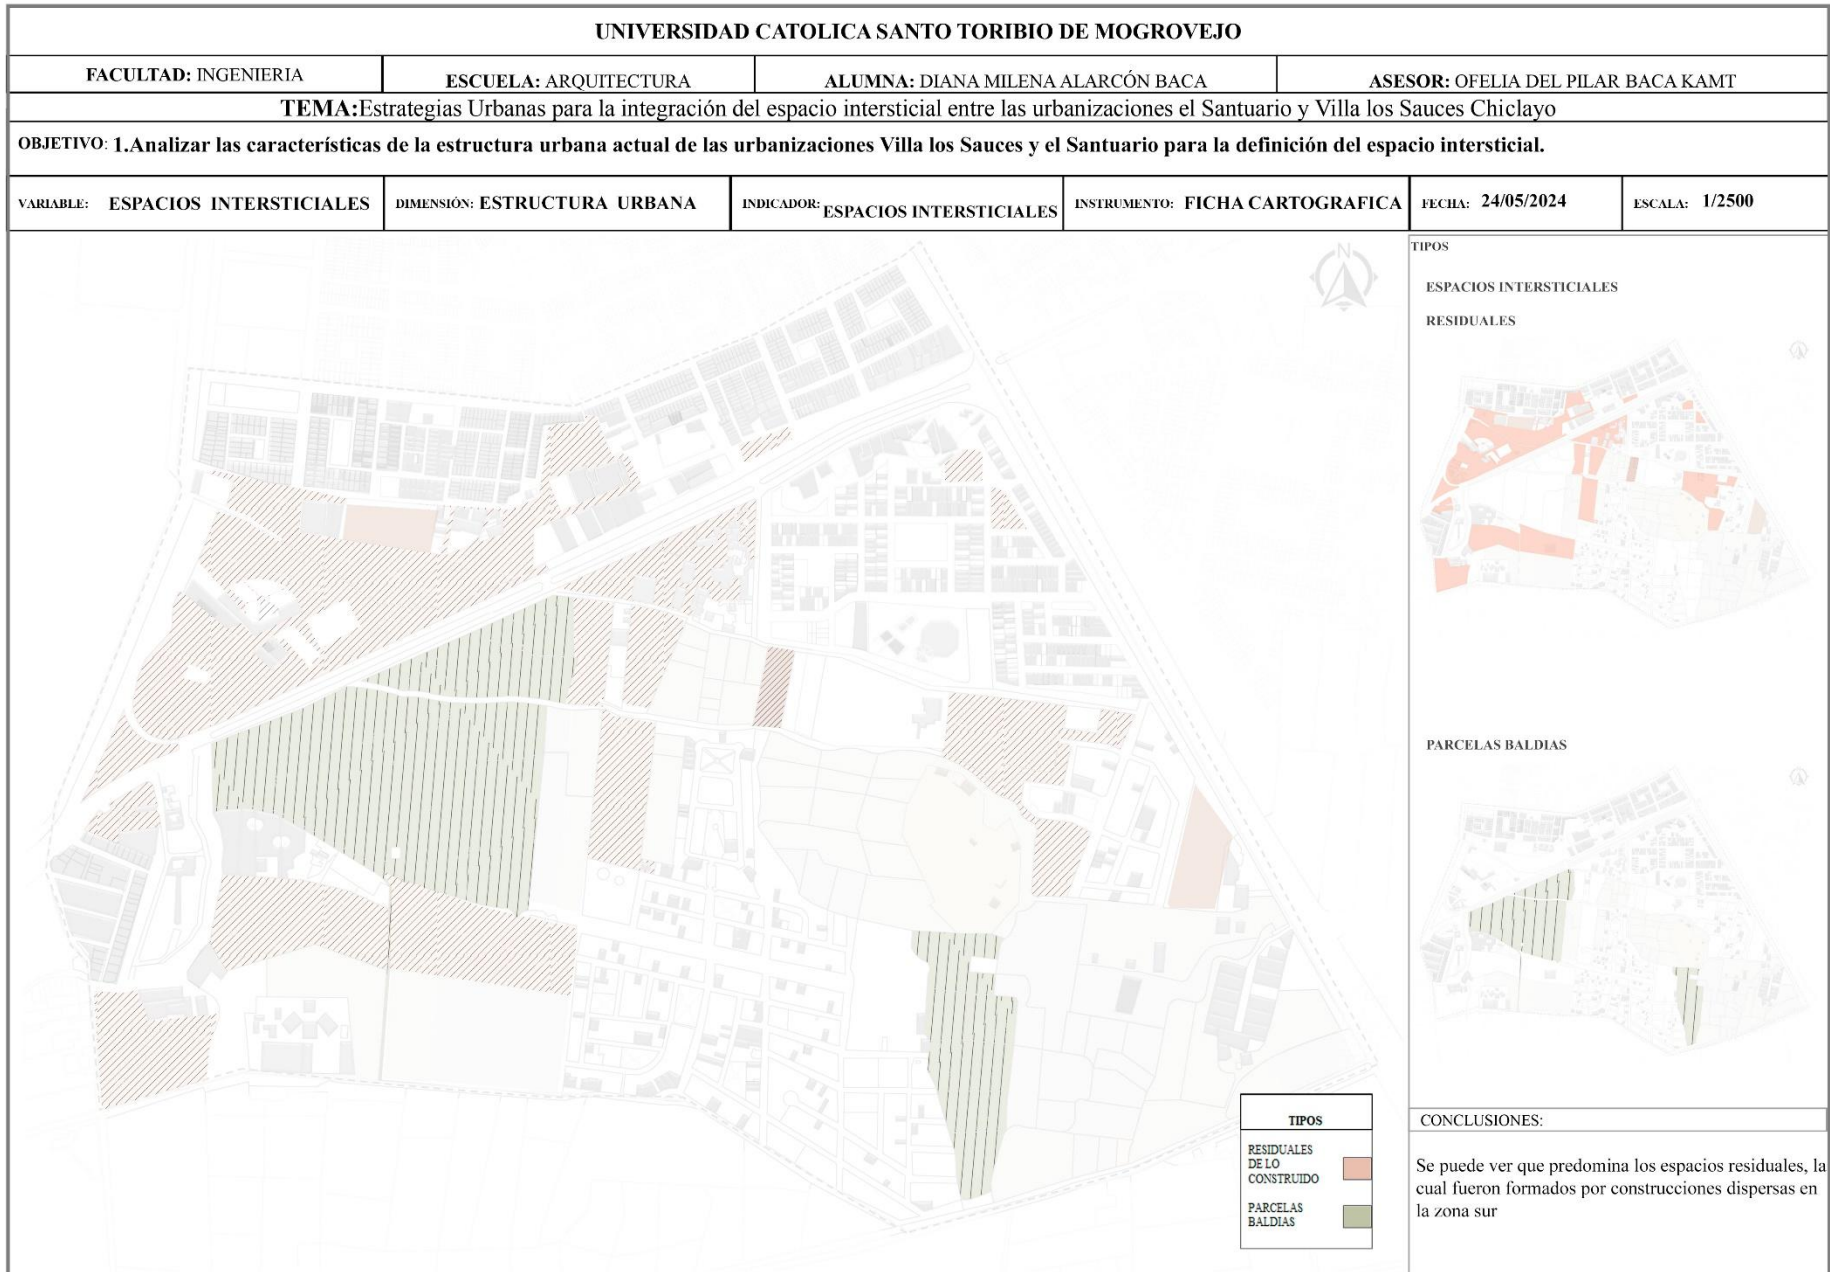 UNIVERSIDAD CATOLICA SANTO TORIBIO DE MOGROVEJO
FACULTAD: INGENIERIA
ESCUELA: ARQUITECTURA
ALUMNA: DIANA MILENA ALARCÓN BACA
ASESOR: OFELIA DEL PILAR BACA KAMT
TEMA:Estrategias Urbanas para la integración del espacio intersticial entre las urbanizaciones el Santuario y Villa los Sauces Chiclayo
OBJETIVO: 1.Analizar las características de la estructura urbana actual de las urbanizaciones Villa los Sauces y el Santuario para la definición del espacio intersticial.
VARIABLE: ESPACIOS INTERSTICIALES
DIMENSIÓN: ESTRUCTURA URBANA
INDICADOR: ESPACIOS INTERSTICIALES
INSTRUMENTO: FICHA CARTOGRAFICA
FECHA: 24/05/2024
ESCALA: 1/2500
N
TIPOS
ESPACIOS INTERSTICIALES
RESIDUALES
PARCELAS BALDIAS
TIPOS
RESIDUALES
DE LO
CONSTRUIDO
PARCELAS
BALDIAS
CONCLUSIONES:
Se puede ver que predomina los espacios residuales, la
cual fueron formados por construcciones dispersas en
la zona sur